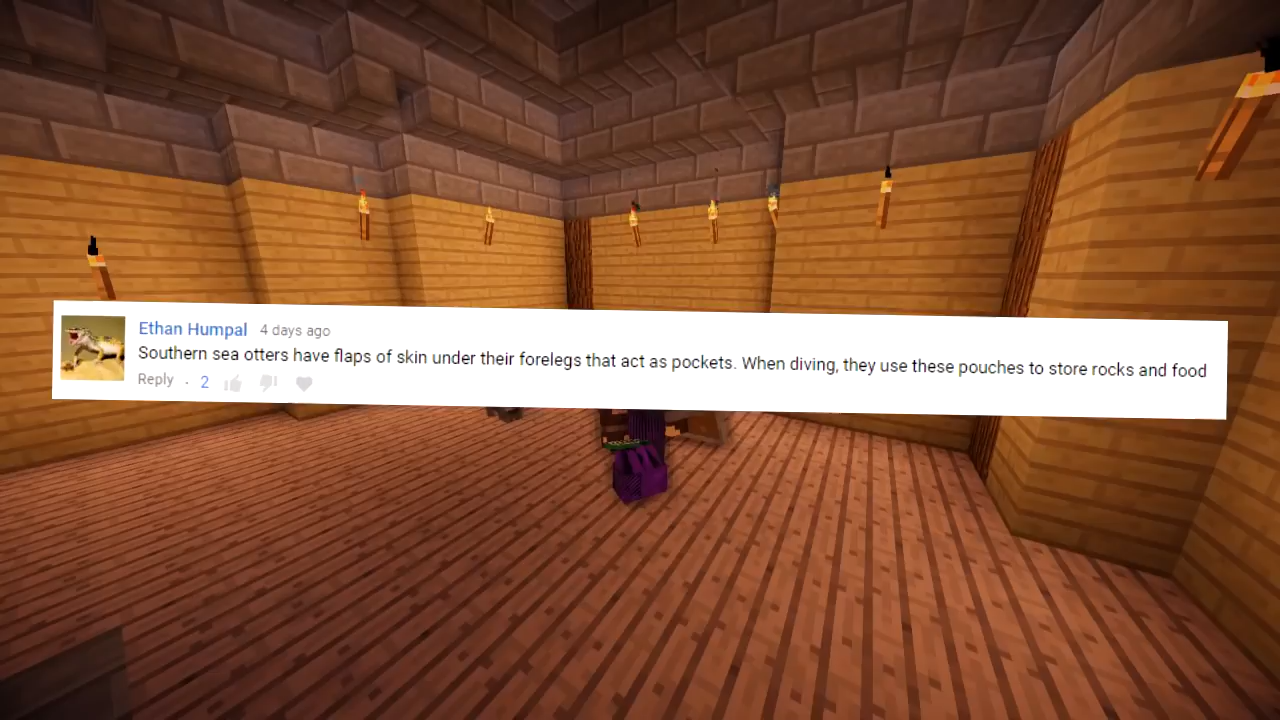 Ethan Humpal 4 days ago
Southern sea otters have flaps of skin under their forelegs that act as pockets. When diving, they use these pouches to store rocks and food
Reply · 2